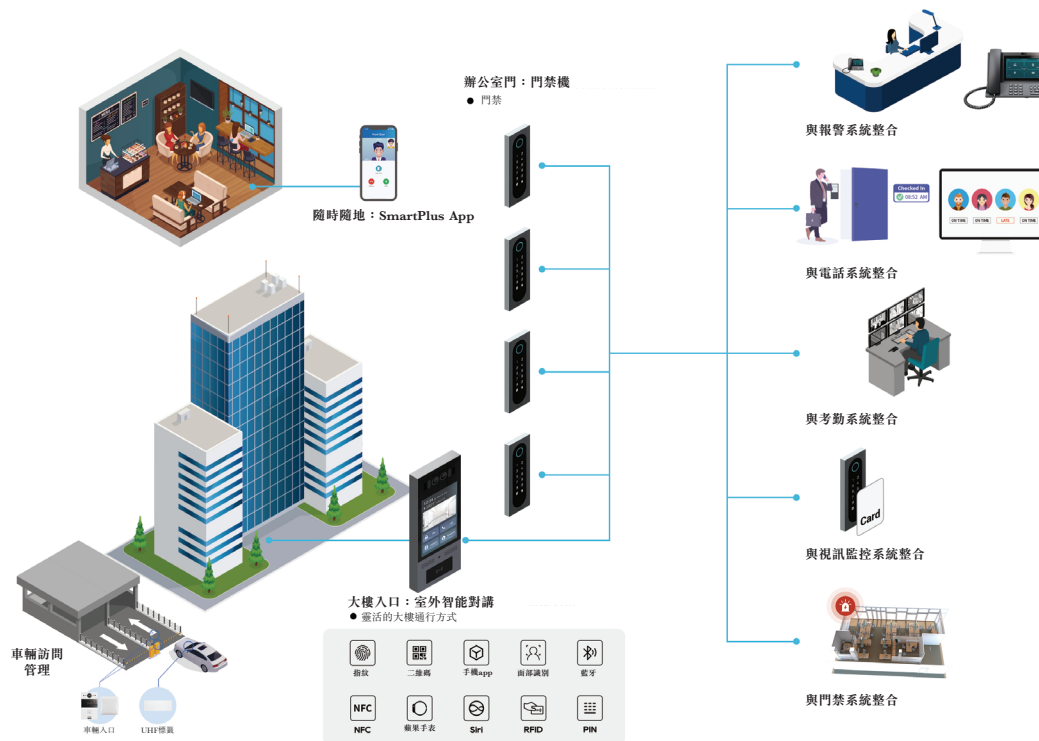 辦公室門：門禁機
● 門禁
隨時隨地：SmartPlus App
與報警系統整合
Checked In
08:52 AM
ON TIME
ON TIME
LATE
ON TIME
與電話系統整合
與考勤系統整合
Card
與視訊監控系統整合
與門禁系統整合
大樓入口：室外智能對講
● 靈活的大樓通行方式
指紋
二維碼
手機app
面部識別
藍牙
NFC
NFC
蘋果手表
Siri
RFID
PIN
車輛訪問
管理
車輛入口
UHF標籤